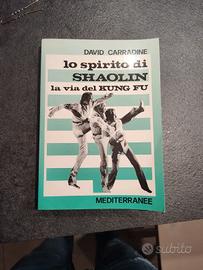 DAVID CARRADINE
lo spirito di
SHAOLIN
la via del KUNG FU
MEDITERRANEE
subito